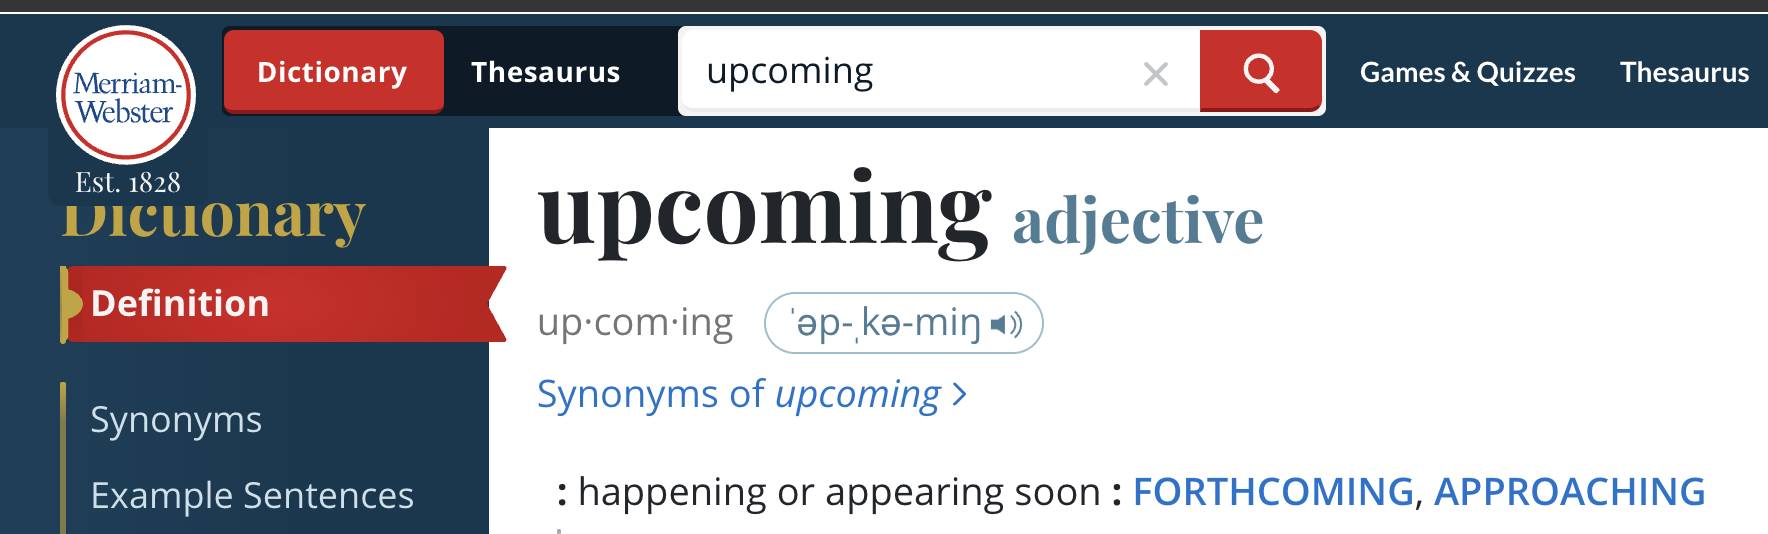 Merriam-
Webster
Est. 1828
Dictionary Thesaurus upcoming Games & Quizzes Thesaurus
Dictionary
Definition
Synonyms
Example Sentences
upcoming adjective
up·com·ing ˈəp-ˌkə-miŋ
Synonyms of upcoming >
: happening or appearing soon : FORTHCOMING, APPROACHING